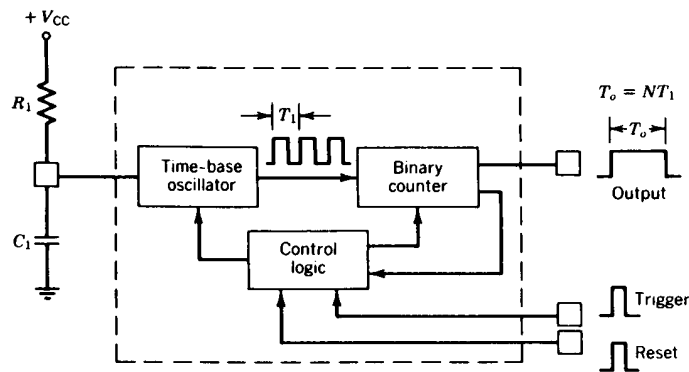 + V_CC
R_1
C_1
Time-base
oscillator
T_1
Binary
counter
Control
logic
T_o = NT_1
T_o
Output
Trigger
Reset